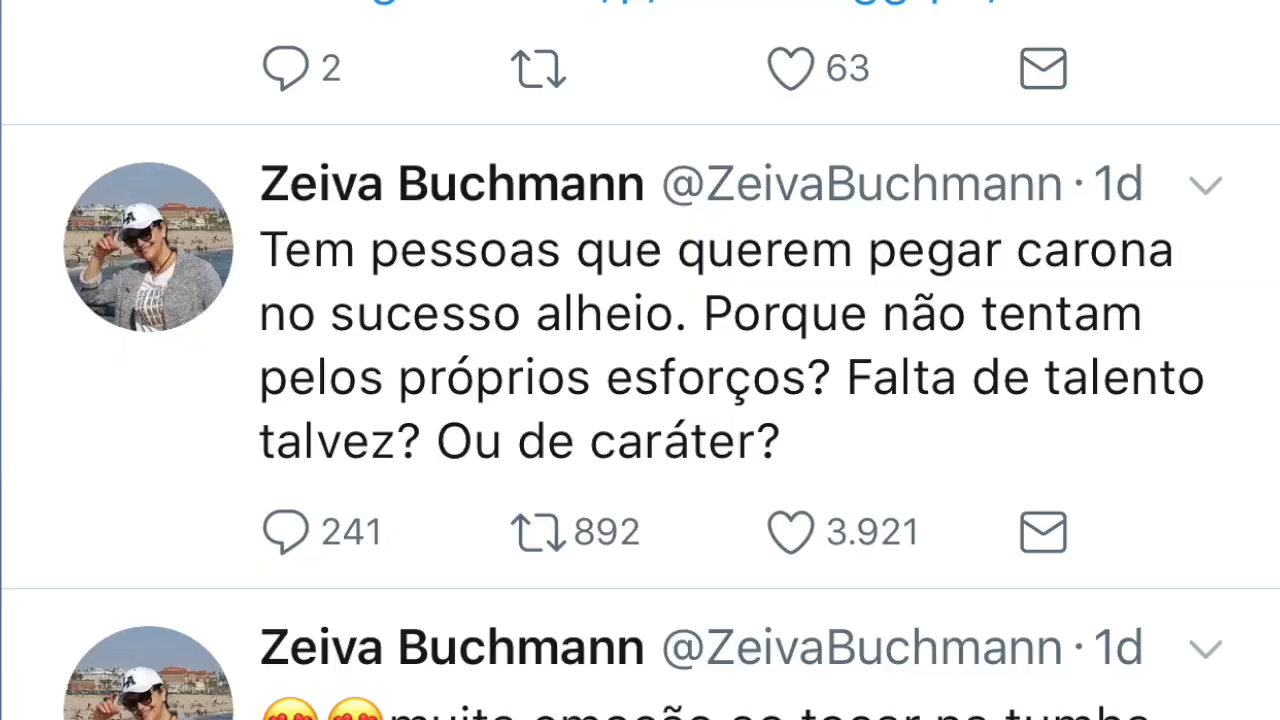 2 63
Zeiva Buchmann @ZeivaBuchmann · 1d
Tem pessoas que querem pegar carona
no sucesso alheio. Porque não tentam
pelos próprios esforços? Falta de talento
talvez? Ou de caráter?
241 892 3.921
Zeiva Buchmann @ZeivaBuchmann · 1d
😍😍muita emoção ao tocar na tumba